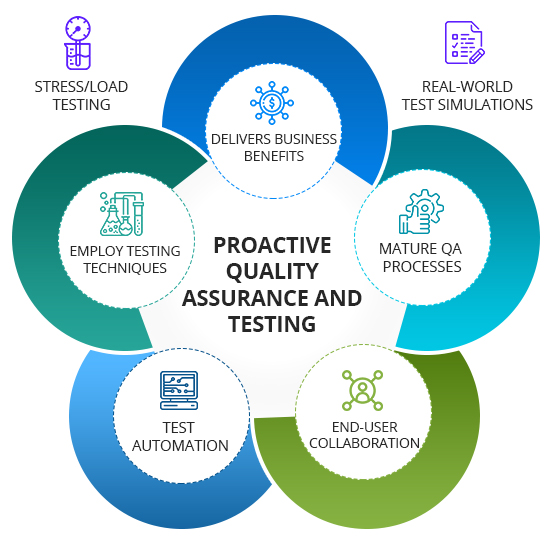 STRESS/LOAD
TESTING
REAL-WORLD
TEST SIMULATIONS
DELIVERS BUSINESS
BENEFITS
EMPLOY TESTING
TECHNIQUES
MATURE QA
PROCESSES
PROACTIVE
QUALITY
ASSURANCE AND
TESTING
TEST
AUTOMATION
END-USER
COLLABORATION